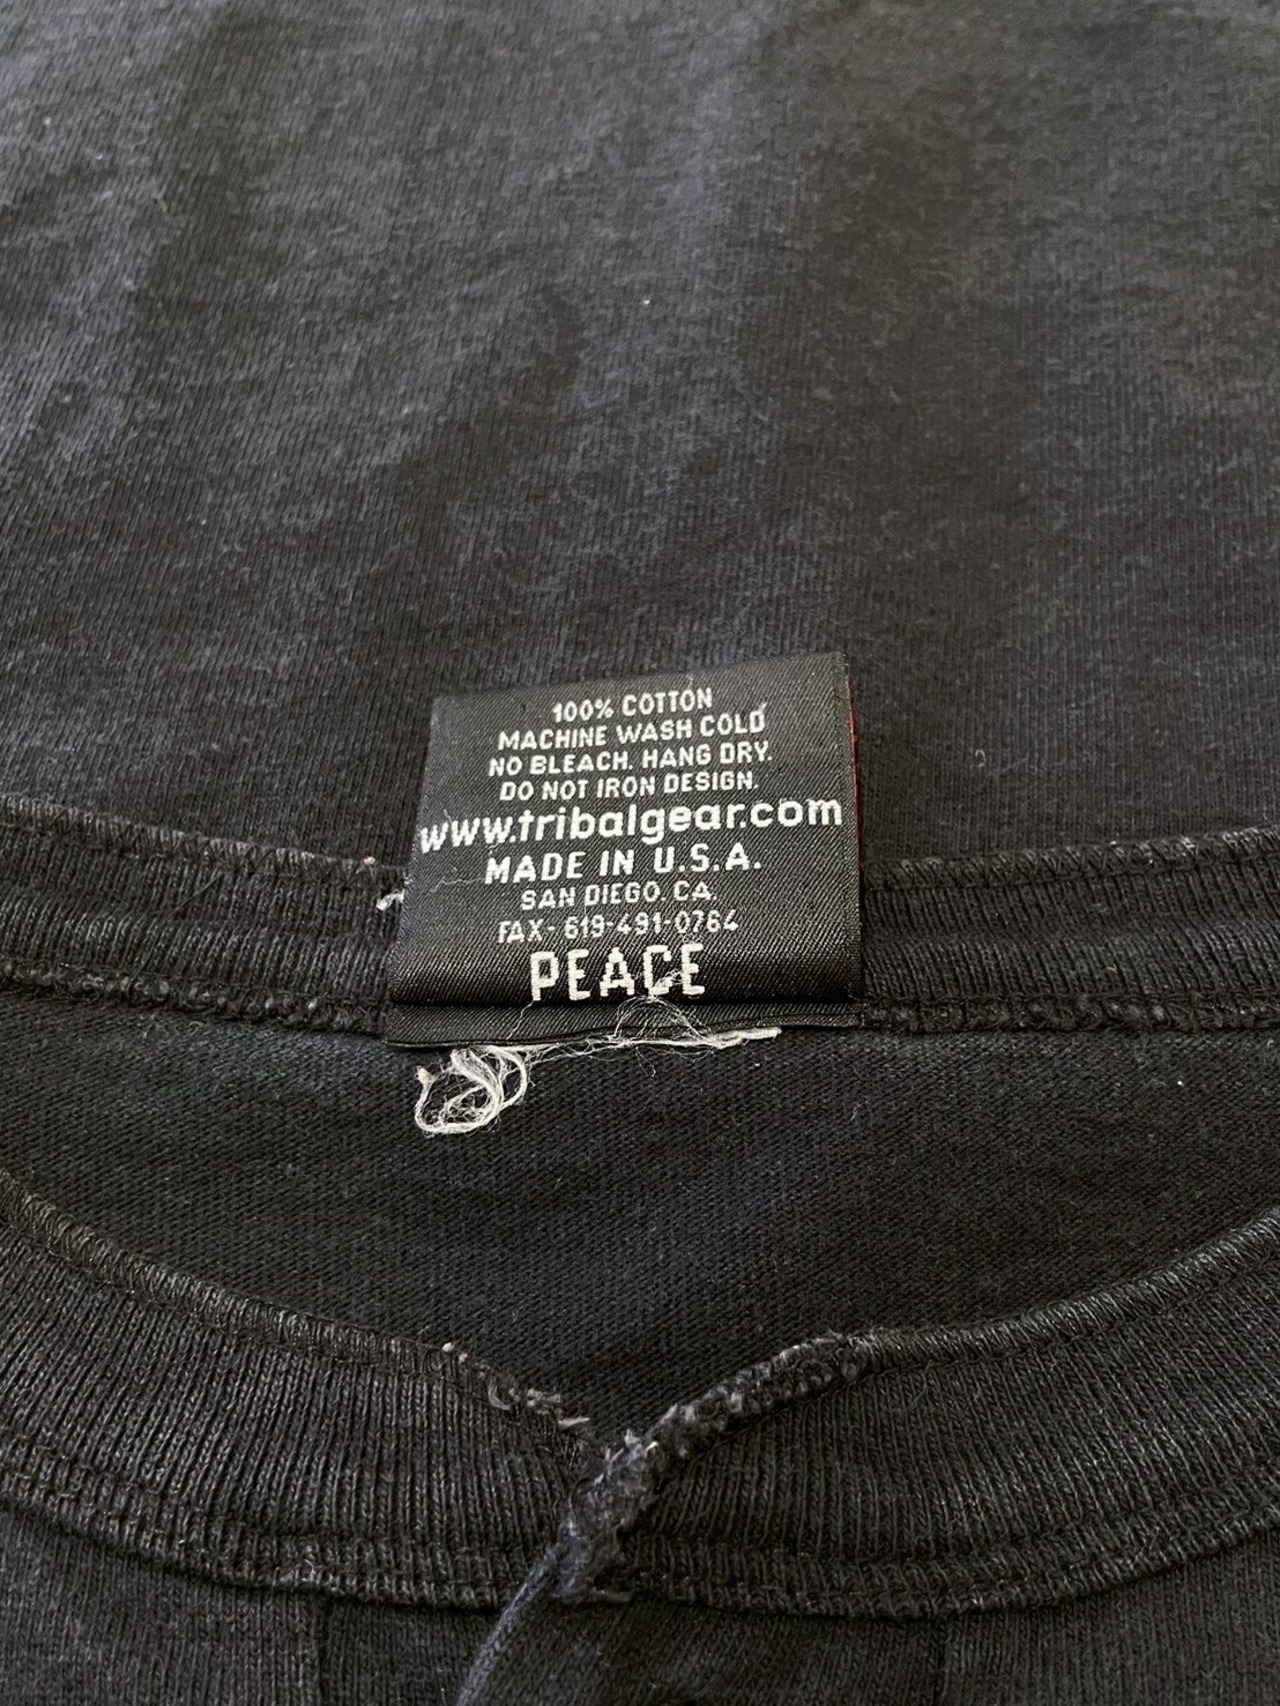 100% COTTON
MACHINE WASH COLD
NO BLEACH. HANG DRY.
DO NOT IRON DESIGN.
www.tribalgear.com
MADE IN U.S.A.
SAN DIEGO. CA.
FAX- 619-491-0764
PEACE